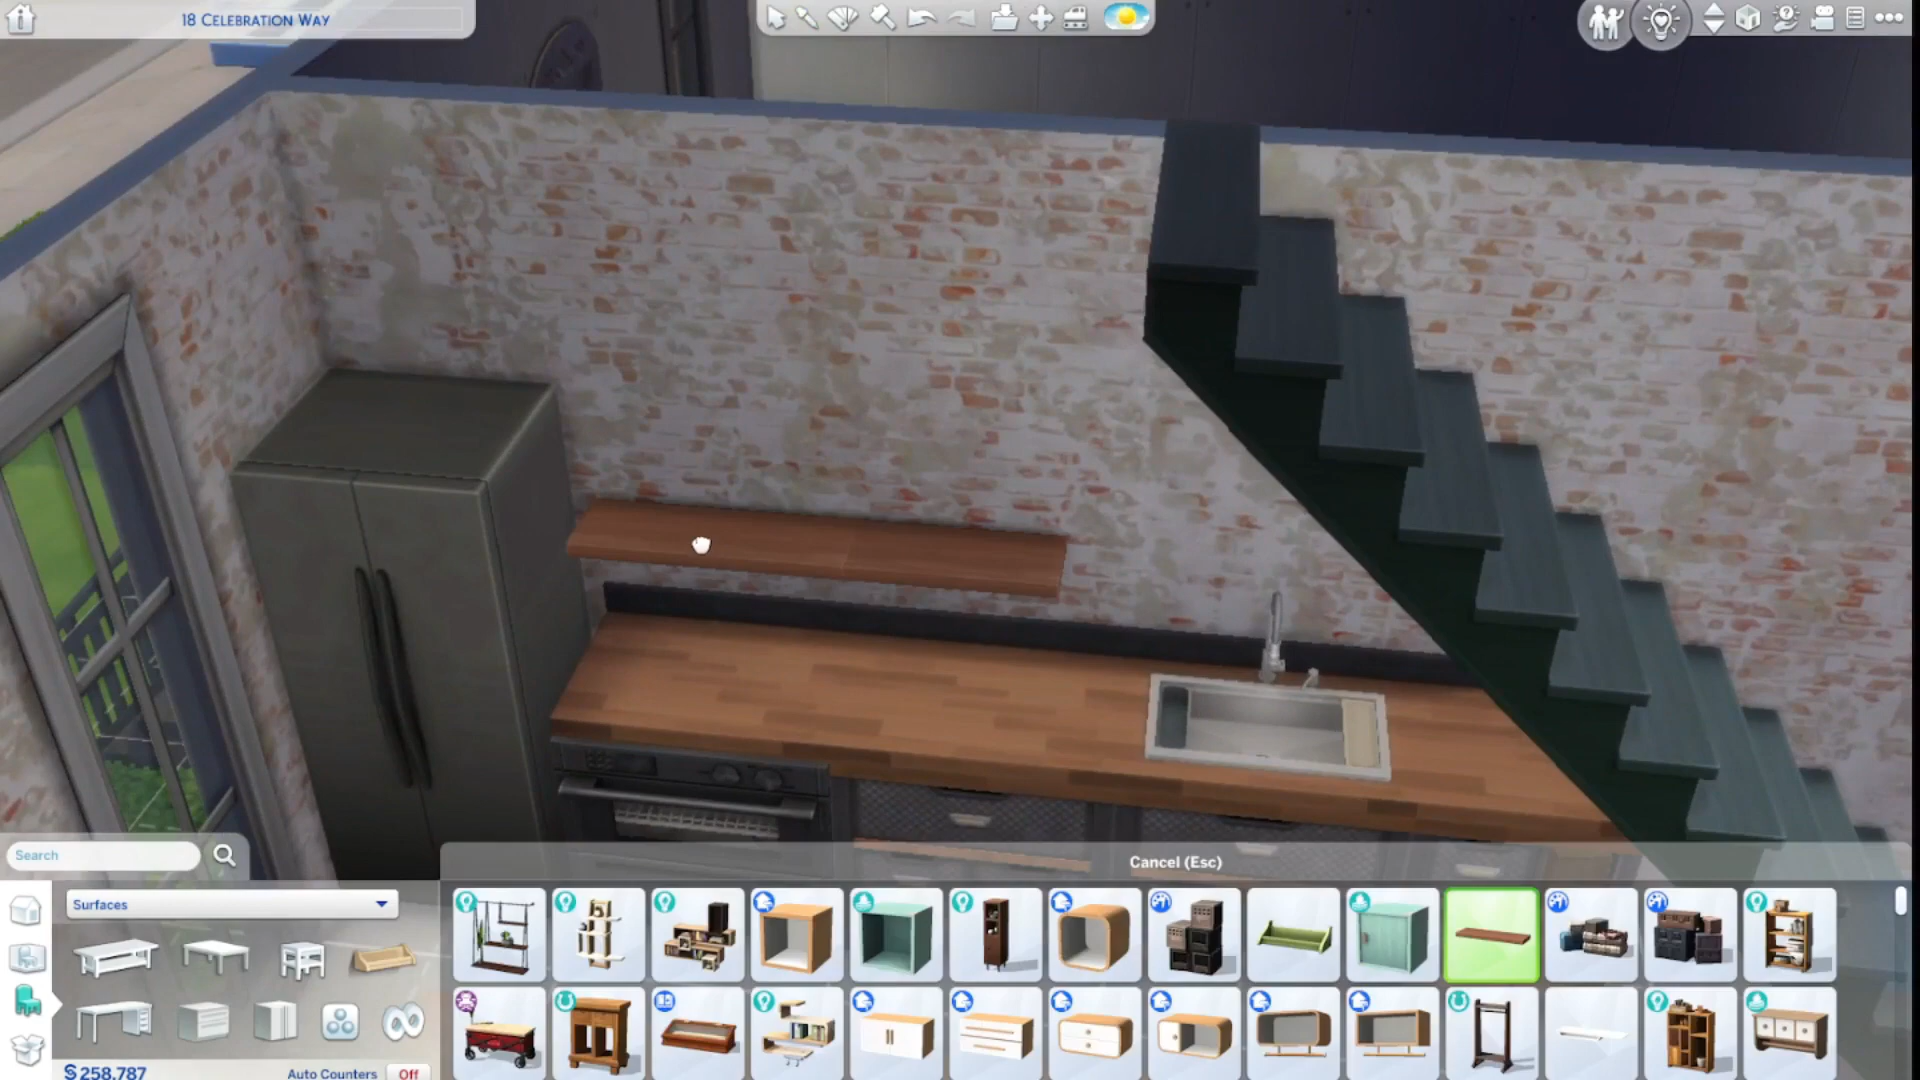 18 Celebration Way
Search
Cancel (Esc)
Surfaces
§258,787
Auto Counters
Off